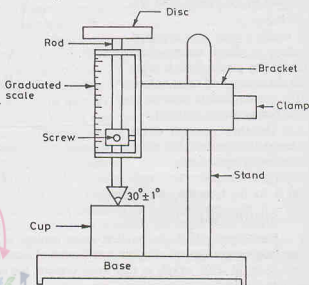 Disc
Rod
Bracket
Graduated
scale
Clamp
Screw
Stand
30°±1°
Cup
Base